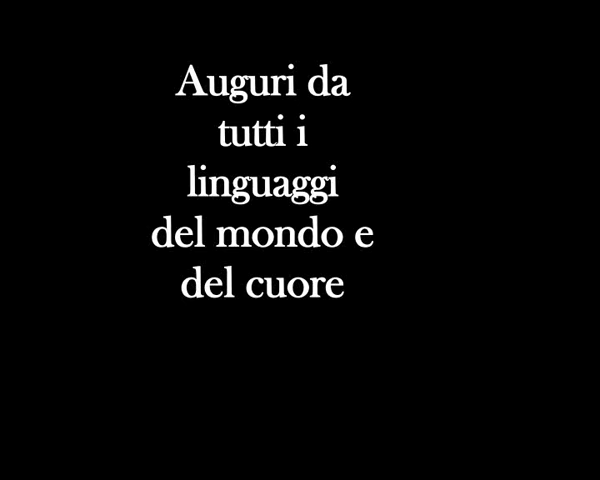 Auguri da
tutti i
linguaggi
del mondo e
del cuore